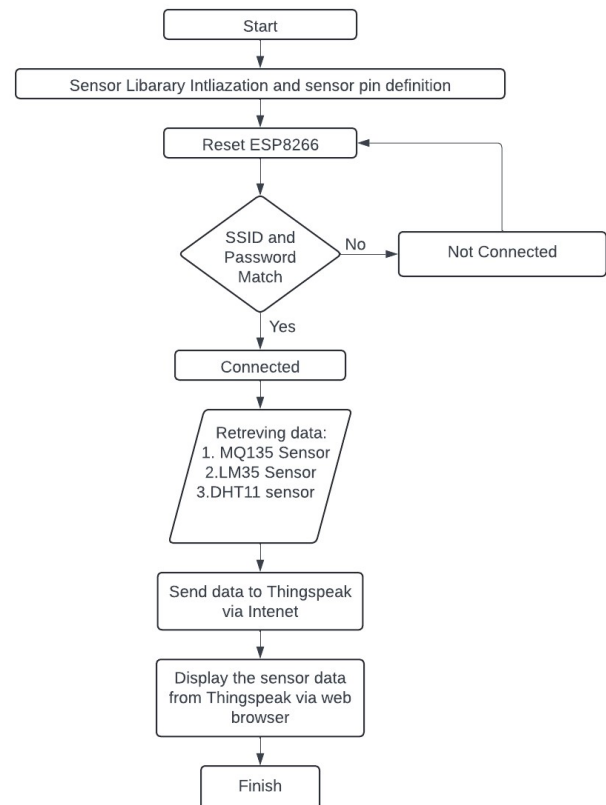 Start
Sensor Libarary Intliazation and sensor pin definition
Reset ESP8266
SSID and
Password
Match
No
Not Connected
Yes
Connected
Retreving data:
1. MQ135 Sensor
2.LM35 Sensor
3.DHT11 sensor
Send data to Thingspeak
via Intenet
Display the sensor data
from Thingspeak via web
browser
Finish